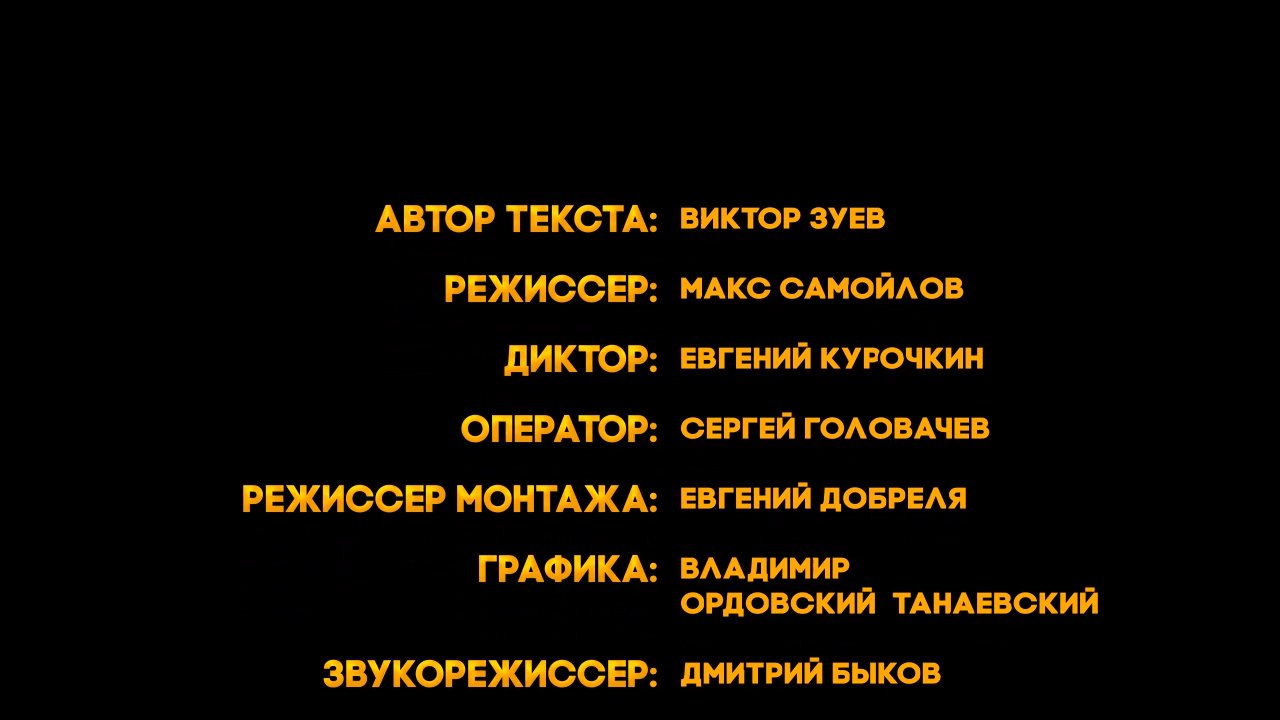 АВТОР ТЕКСТА: ВИКТОР ЗУЕВ
РЕЖИССЕР: МАКС САМОЙЛОВ
ДИКТОР: ЕВГЕНИЙ КУРОЧКИН
ОПЕРАТОР: СЕРГЕЙ ГОЛОВАЧЕВ
РЕЖИССЕР МОНТАЖА: ЕВГЕНИЙ ДОБРЕЛЯ
ГРАФИКА: ВЛАДИМИР
ОРДОВСКИЙ ТАНАЕВСКИЙ
ЗВУКОРЕЖИССЕР: ДМИТРИЙ БЫКОВ